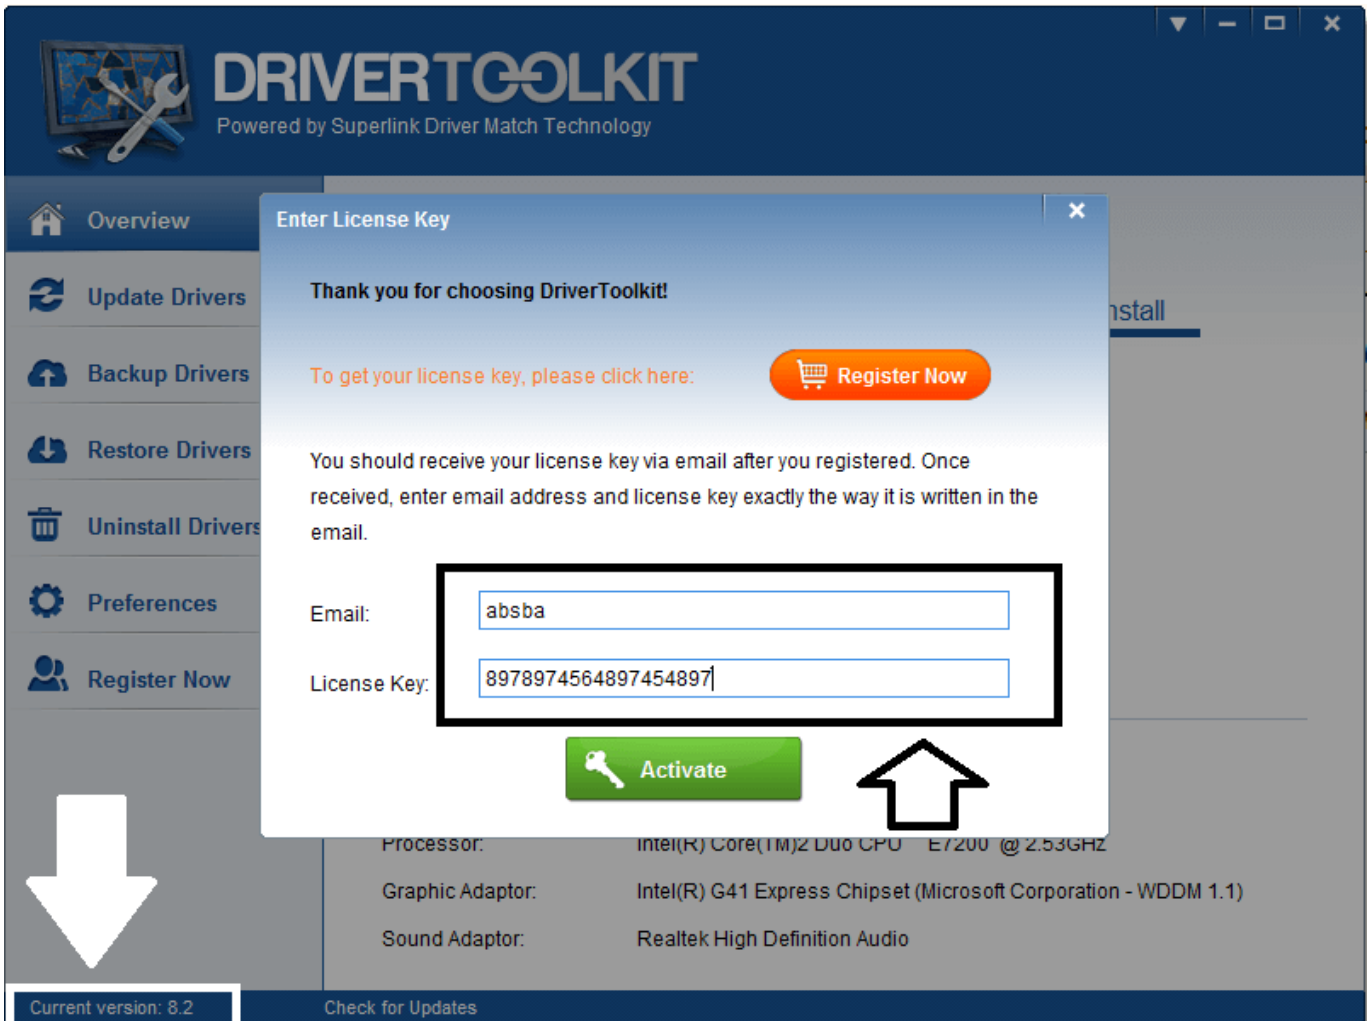 DRIVERTOOLKIT
Powered by Superlink Driver Match Technology
Overview
Update Drivers
Backup Drivers
Restore Drivers
Uninstall Drivers
Preferences
Register Now
Enter License Key
Thank you for choosing DriverToolkit!
nstall
To get your license key, please click here:
Register Now
You should receive your license key via email after you registered. Once
received, enter email address and license key exactly the way it is written in the
email.
Email: absba
License Key: 8978974564897454897
Activate
Processor: Intel(R) Core(TM)2 Duo CPU E7200 @ 2.53GHz
Graphic Adaptor: Intel(R) G41 Express Chipset (Microsoft Corporation - WDDM 1.1)
Sound Adaptor: Realtek High Definition Audio
Current version: 8.2 Check for Updates